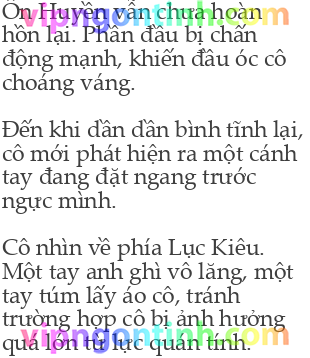 Ôn Huyền vẫn chưa hoàn
hồn lại. Phần đầu bị chấn
động mạnh, khiến đầu óc cô
choáng váng.
Đến khi dần dần bình tĩnh lại,
cô mới phát hiện ra một cánh
tay đang đặt ngang trước
ngực mình.
Cô nhìn về phía Lục Kiêu.
Một tay anh ghì vô lăng, một
tay túm lấy áo cô, tránh
trường hợp cô bị ảnh hưởng
quá lớn từ lực quán tính.
vipngontinh.com
vipngontinh.com